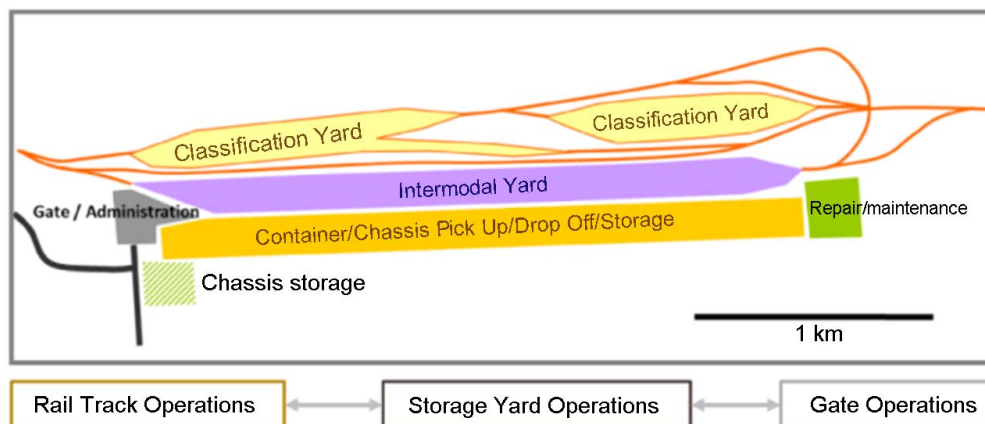 Classification Yard
Classification Yard
Intermodal Yard
Gate / Administration
Repair/maintenance
Container/Chassis Pick Up/Drop Off/Storage
Chassis storage
1 km
Rail Track Operations
Storage Yard Operations
Gate Operations